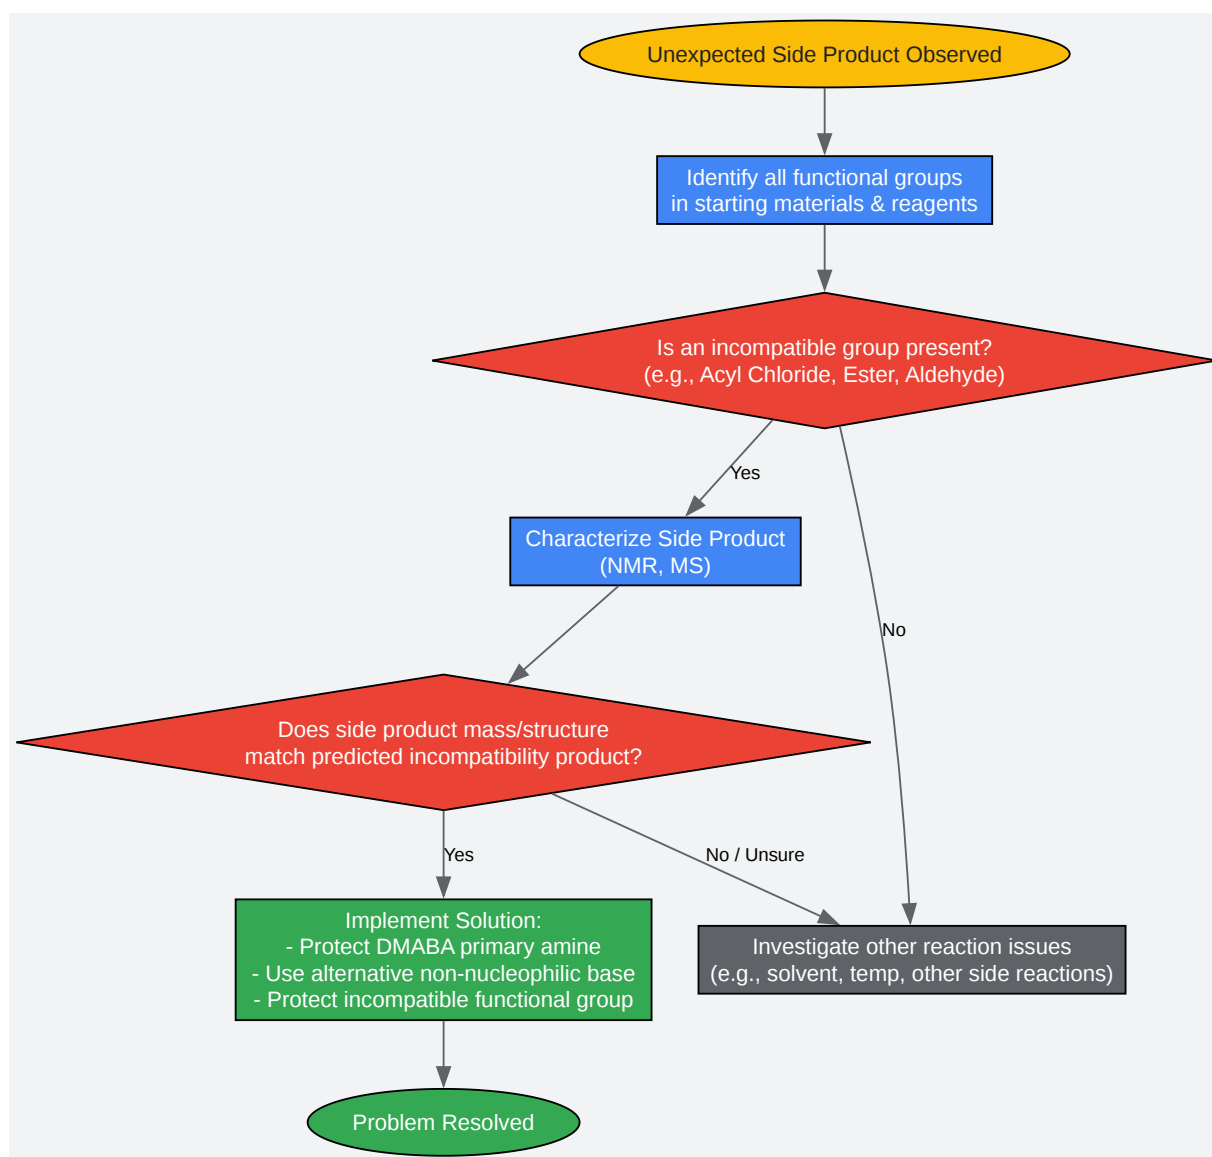 Unexpected Side Product Observed
Identify all functional groups
in starting materials & reagents
Is an incompatible group present?
(e.g., Acyl Chloride, Ester, Aldehyde)
Yes
Characterize Side Product
(NMR, MS)
No
Does side product mass/structure
match predicted incompatibility product?
Yes
No / Unsure
Implement Solution:
- Protect DMABA primary amine
- Use alternative non-nucleophilic base
- Protect incompatible functional group
Investigate other reaction issues
(e.g., solvent, temp, other side reactions)
Problem Resolved